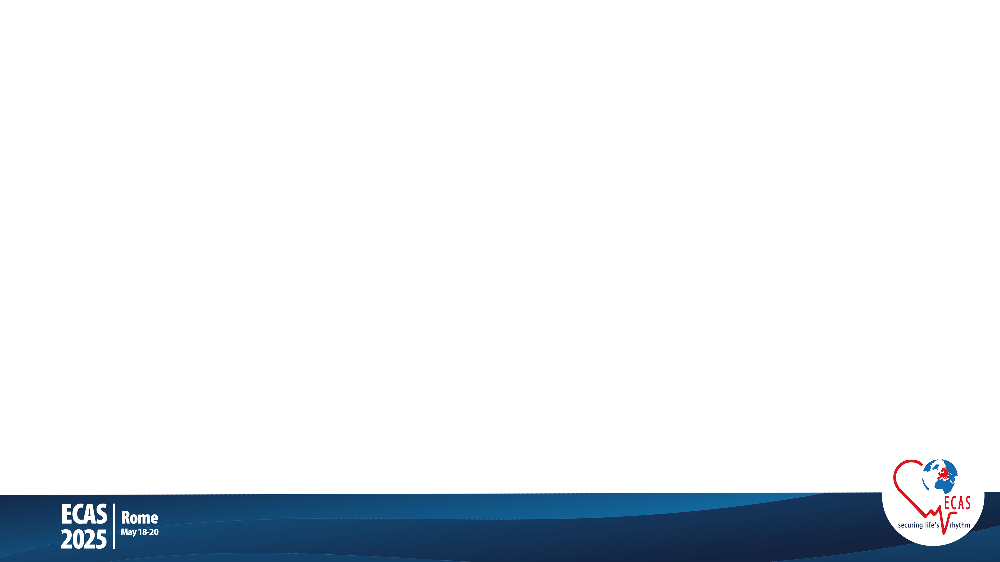 ECAS
2025
Rome
May 18-20
ECAS
securing life's rhythm